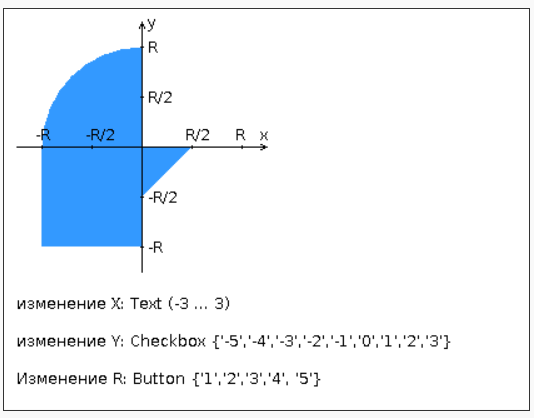 y
R
R/2
-R -R/2 R/2 R x
-R/2
-R
изменение X: Text (-3 ... 3)
изменение Y: Checkbox {'-5','-4','-3','-2','-1','0','1','2','3'}
Изменение R: Button {'1','2','3','4', '5'}